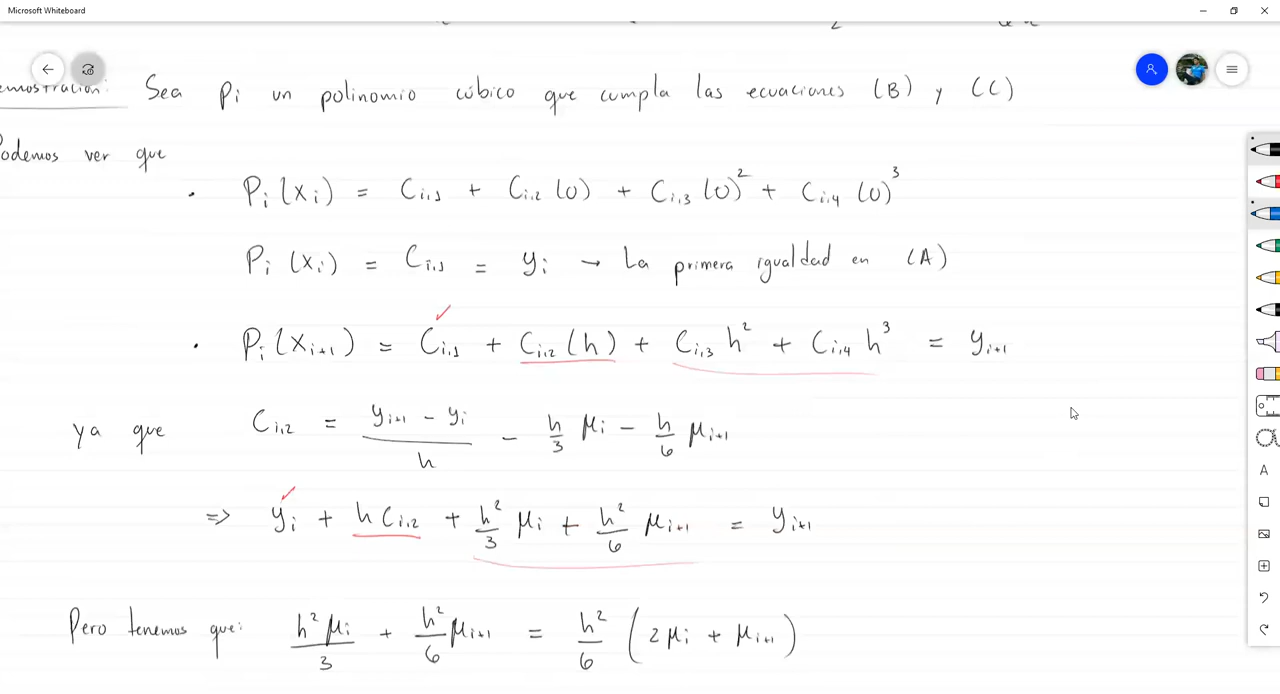 Microsoft Whiteboard
emostración: Sea Pi un polinomio cúbico que cumpla las ecuaciones (B) y (C)
Podemos ver que
• Pi(xi) = Ci,1 + Ci,2 (0) + Ci,3 (0)² + Ci,4 (0)³
Pi(xi) = Ci,1 = yi → La primera igualdad en (A)
• Pi(xi+1) = Ci,1 + Ci,2(h) + Ci,3 h² + Ci,4 h³ = yi+1
ya que Ci,2 = (yi+1 - yi)/h - h/3 μi - h/6 μi+1
⇒ yi + h Ci,2 + h²/3 μi + h²/6 μi+1 = yi+1
Pero tenemos que: h² μi/3 + h²/6 μi+1 = h²/6 (2μi + μi+1)